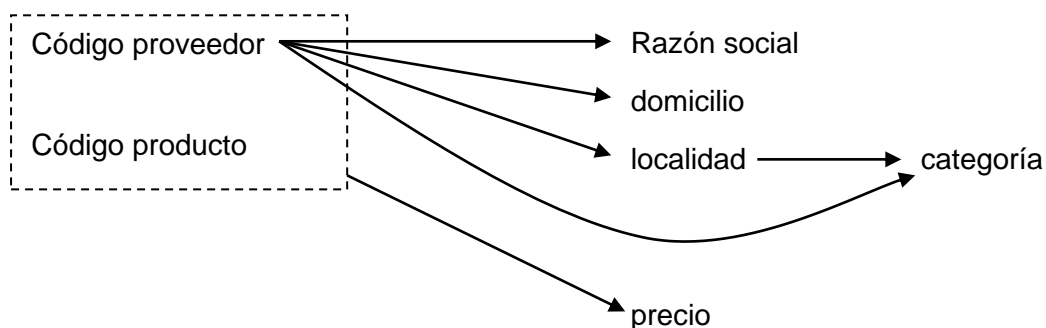 Código proveedor
Razón social
domicilio
Código producto
localidad
categoría
precio